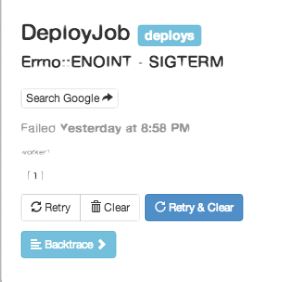 DeployJob deploys
Errno::ENOINT - SIGTERM
Search Google
Failed Yesterday at 8:58 PM
worker1
[ 1 ]
Retry Clear Retry & Clear
Backtrace